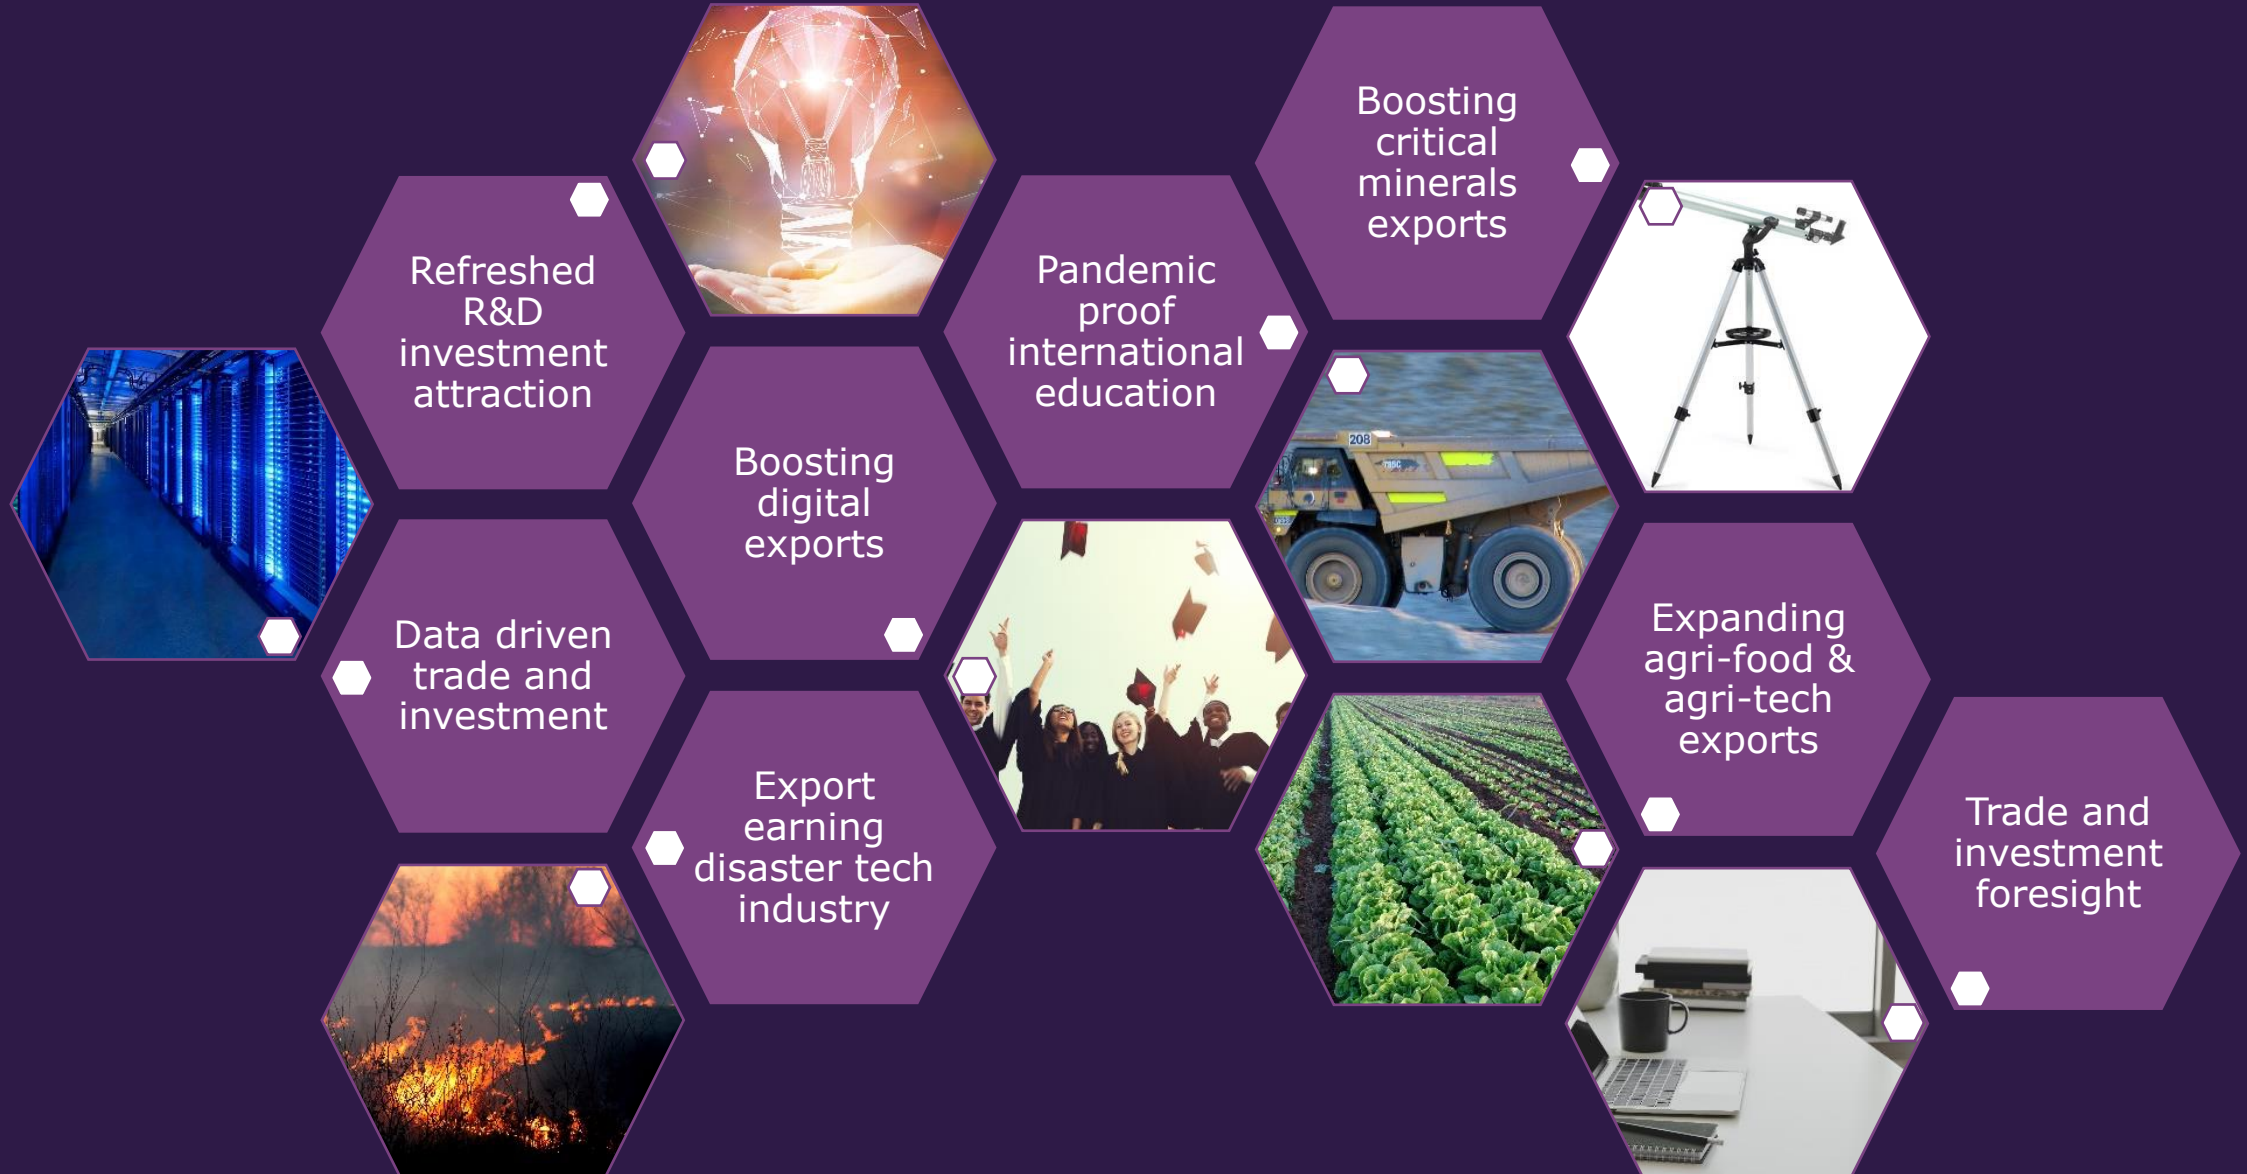 Refreshed
R&D
investment
attraction
Data driven
trade and
investment
Boosting
digital
exports
Export
earning
disaster tech
industry
Pandemic
proof
international
education
Boosting
critical
minerals
exports
208
Expanding
agri-food &
agri-tech
exports
Trade and
investment
foresight